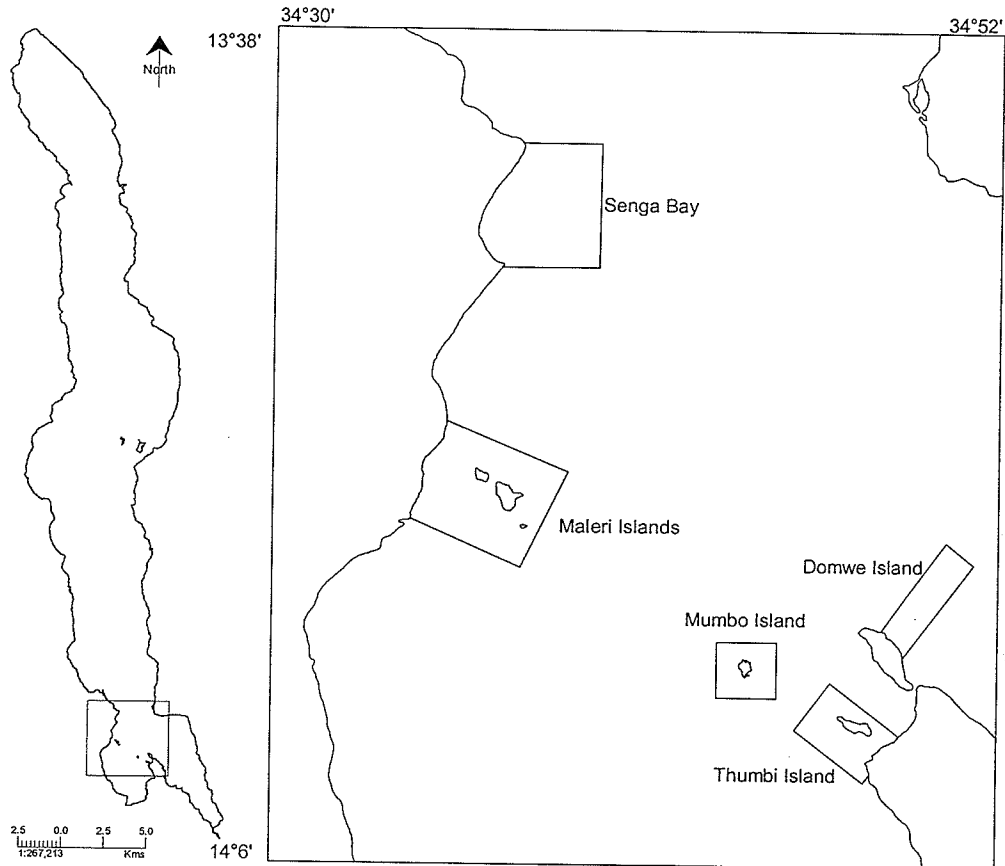 34°30'
34°52'
13°38'
North
Senga Bay
Maleri Islands
Domwe Island
Mumbo Island
Thumbi Island
2.5 0.0 2.5 5.0
1:267,213 Kms
14°6'